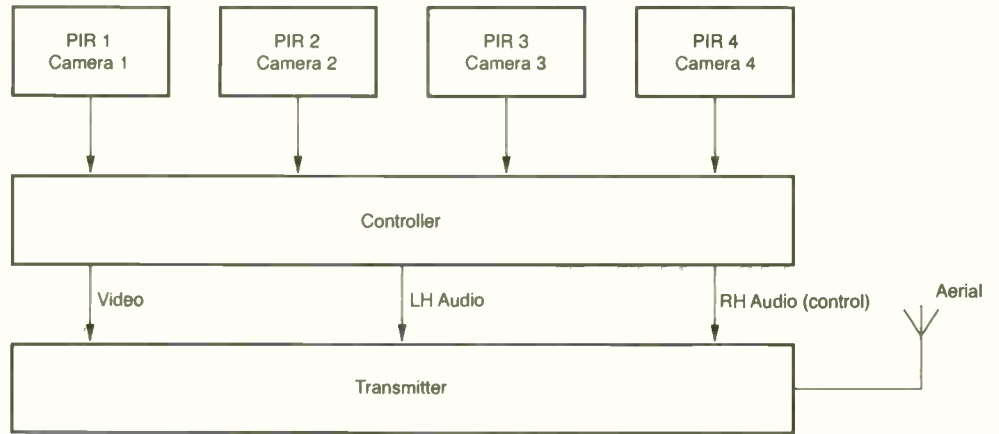 PIR 1
Camera 1
PIR 2
Camera 2
PIR 3
Camera 3
PIR 4
Camera 4
Controller
Video
LH Audio
RH Audio (control)
Aerial
Transmitter